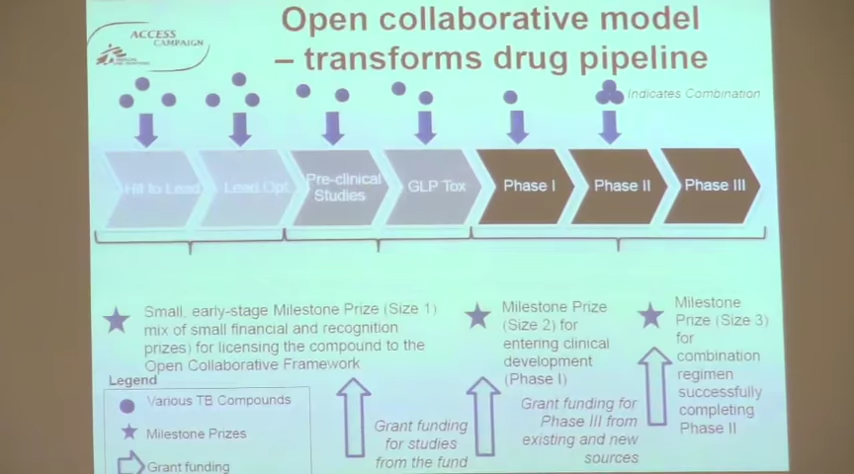 ACCESS
CAMPAIGN
Open collaborative model
– transforms drug pipeline
Indicates Combination
Hit to Lead
Lead Opt
Pre-clinical
Studies
GLP Tox
Phase I
Phase II
Phase III
Small, early-stage Milestone Prize (Size 1)
mix of small financial and recognition
prizes) for licensing the compound to the
Open Collaborative Framework
Milestone Prize
(Size 2) for
entering clinical
development
(Phase I)
Milestone
Prize (Size 3)
for
combination
regimen
successfully
completing
Phase II
Legend
Various TB Compounds
Milestone Prizes
Grant funding
Grant funding
for studies
from the fund
Grant funding for
Phase III from
existing and new
sources